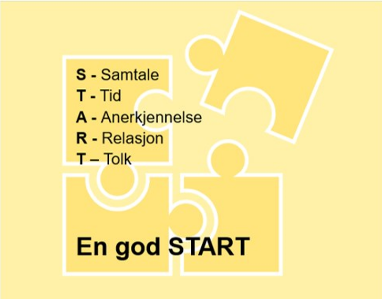 S - Samtale
T - Tid
A - Anerkjennelse
R - Relasjon
T – Tolk
En god START